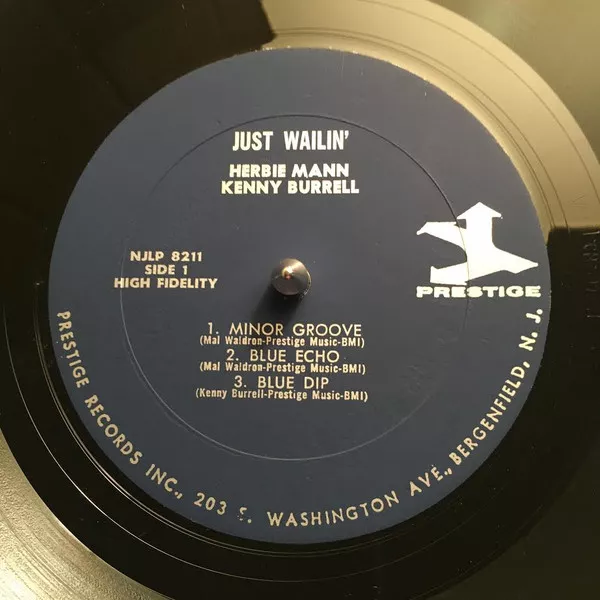 JUST WAILIN'
HERBIE MANN
KENNY BURRELL
NJLP 8211
SIDE 1
HIGH FIDELITY
PRESTIGE
1. MINOR GROOVE
(Mal Waldron-Prestige Music-BMI)
2. BLUE ECHO
(Mal Waldron-Prestige Music-BMI)
3. BLUE DIP
(Kenny Burrell-Prestige Music-BMI)
PRESTIGE RECORDS INC., 203 S. WASHINGTON AVE., BERGENFIELD, N. J.